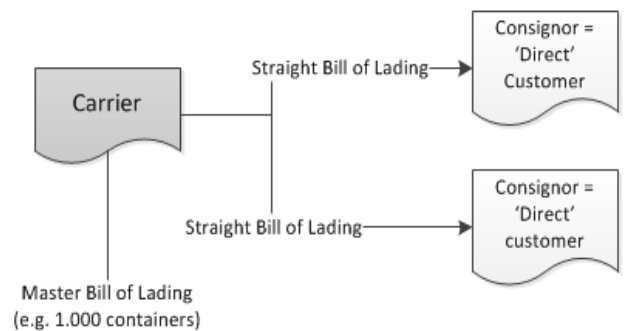 Carrier
Straight Bill of Lading
Consignor =
'Direct'
Customer
Straight Bill of Lading
Consignor =
'Direct'
customer
Master Bill of Lading
(e.g. 1.000 containers)